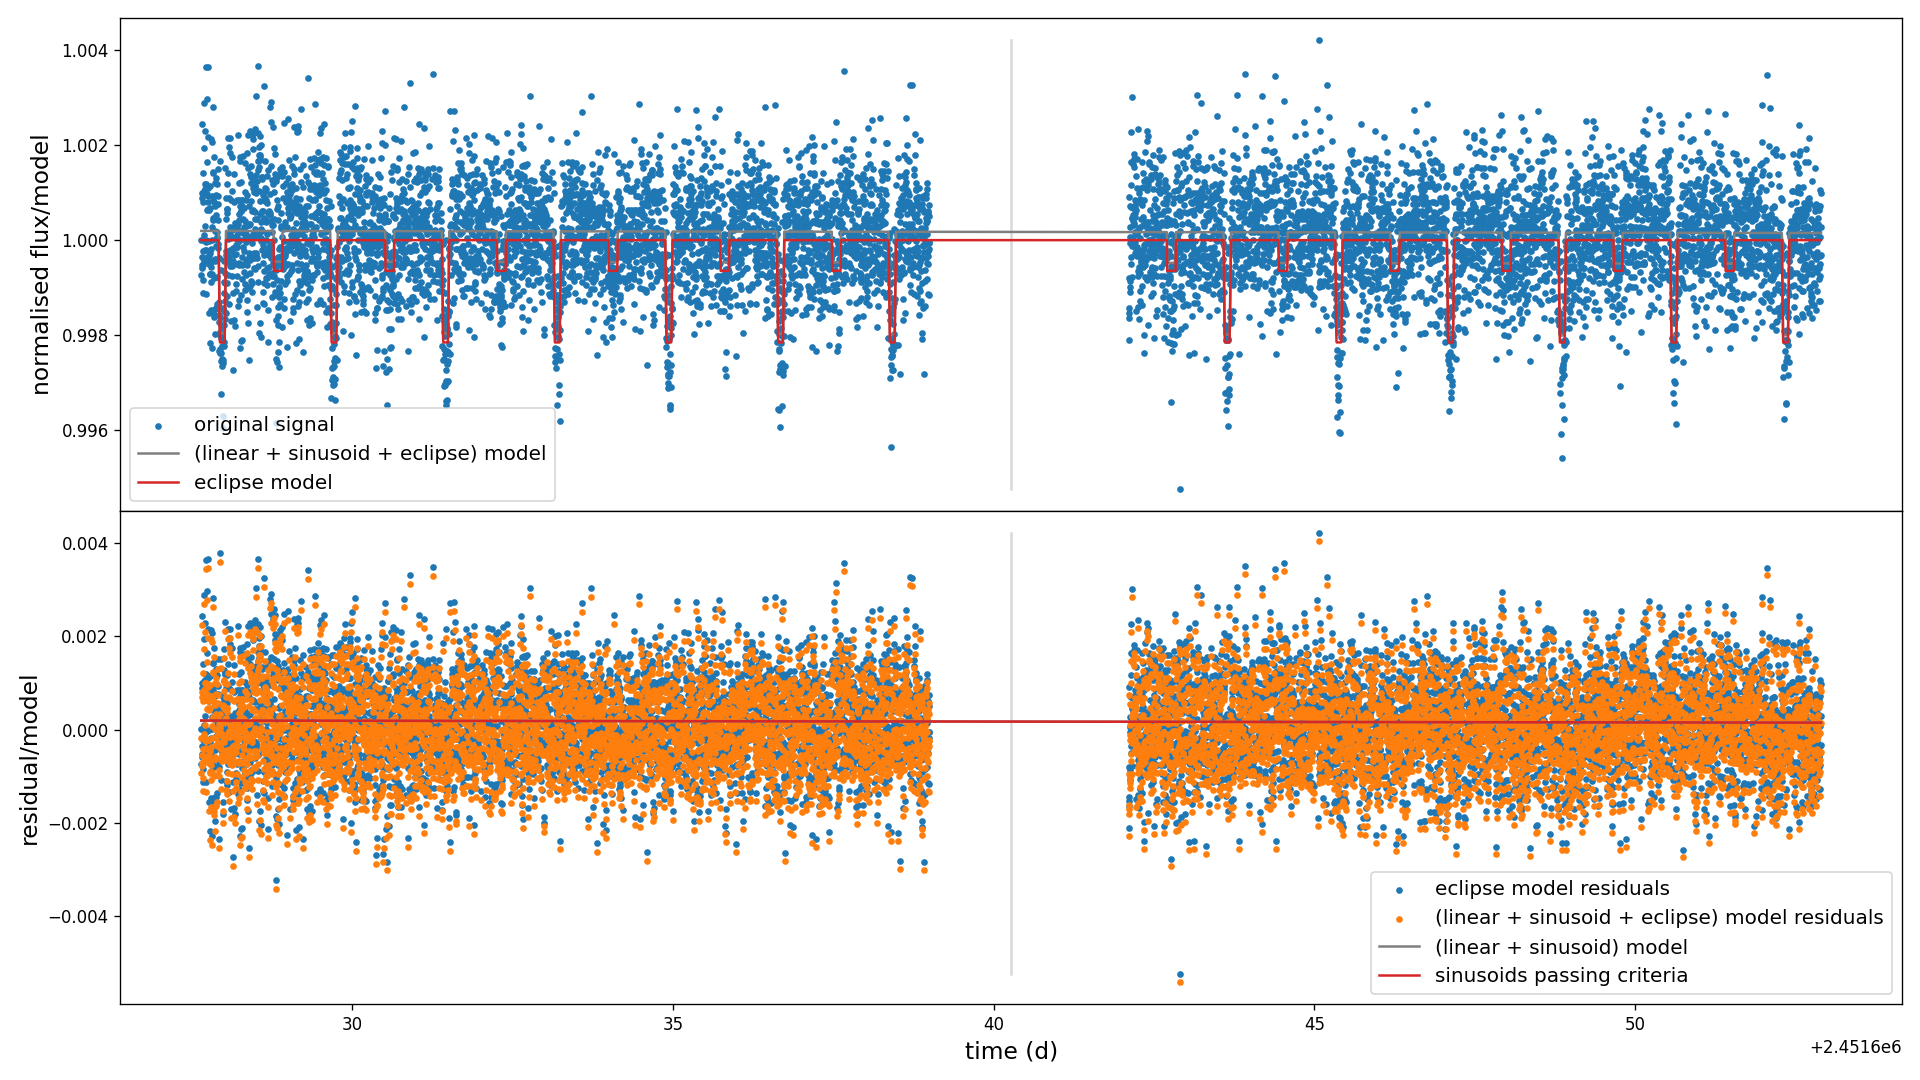 1.004
1.002
1.000
0.998
0.996
normalised flux/model
original signal
(linear + sinusoid + eclipse) model
eclipse model
0.004
0.002
0.000
−0.002
−0.004
residual/model
eclipse model residuals
(linear + sinusoid + eclipse) model residuals
(linear + sinusoid) model
sinusoids passing criteria
30 35 40 45 50
time (d)
+2.4516e6